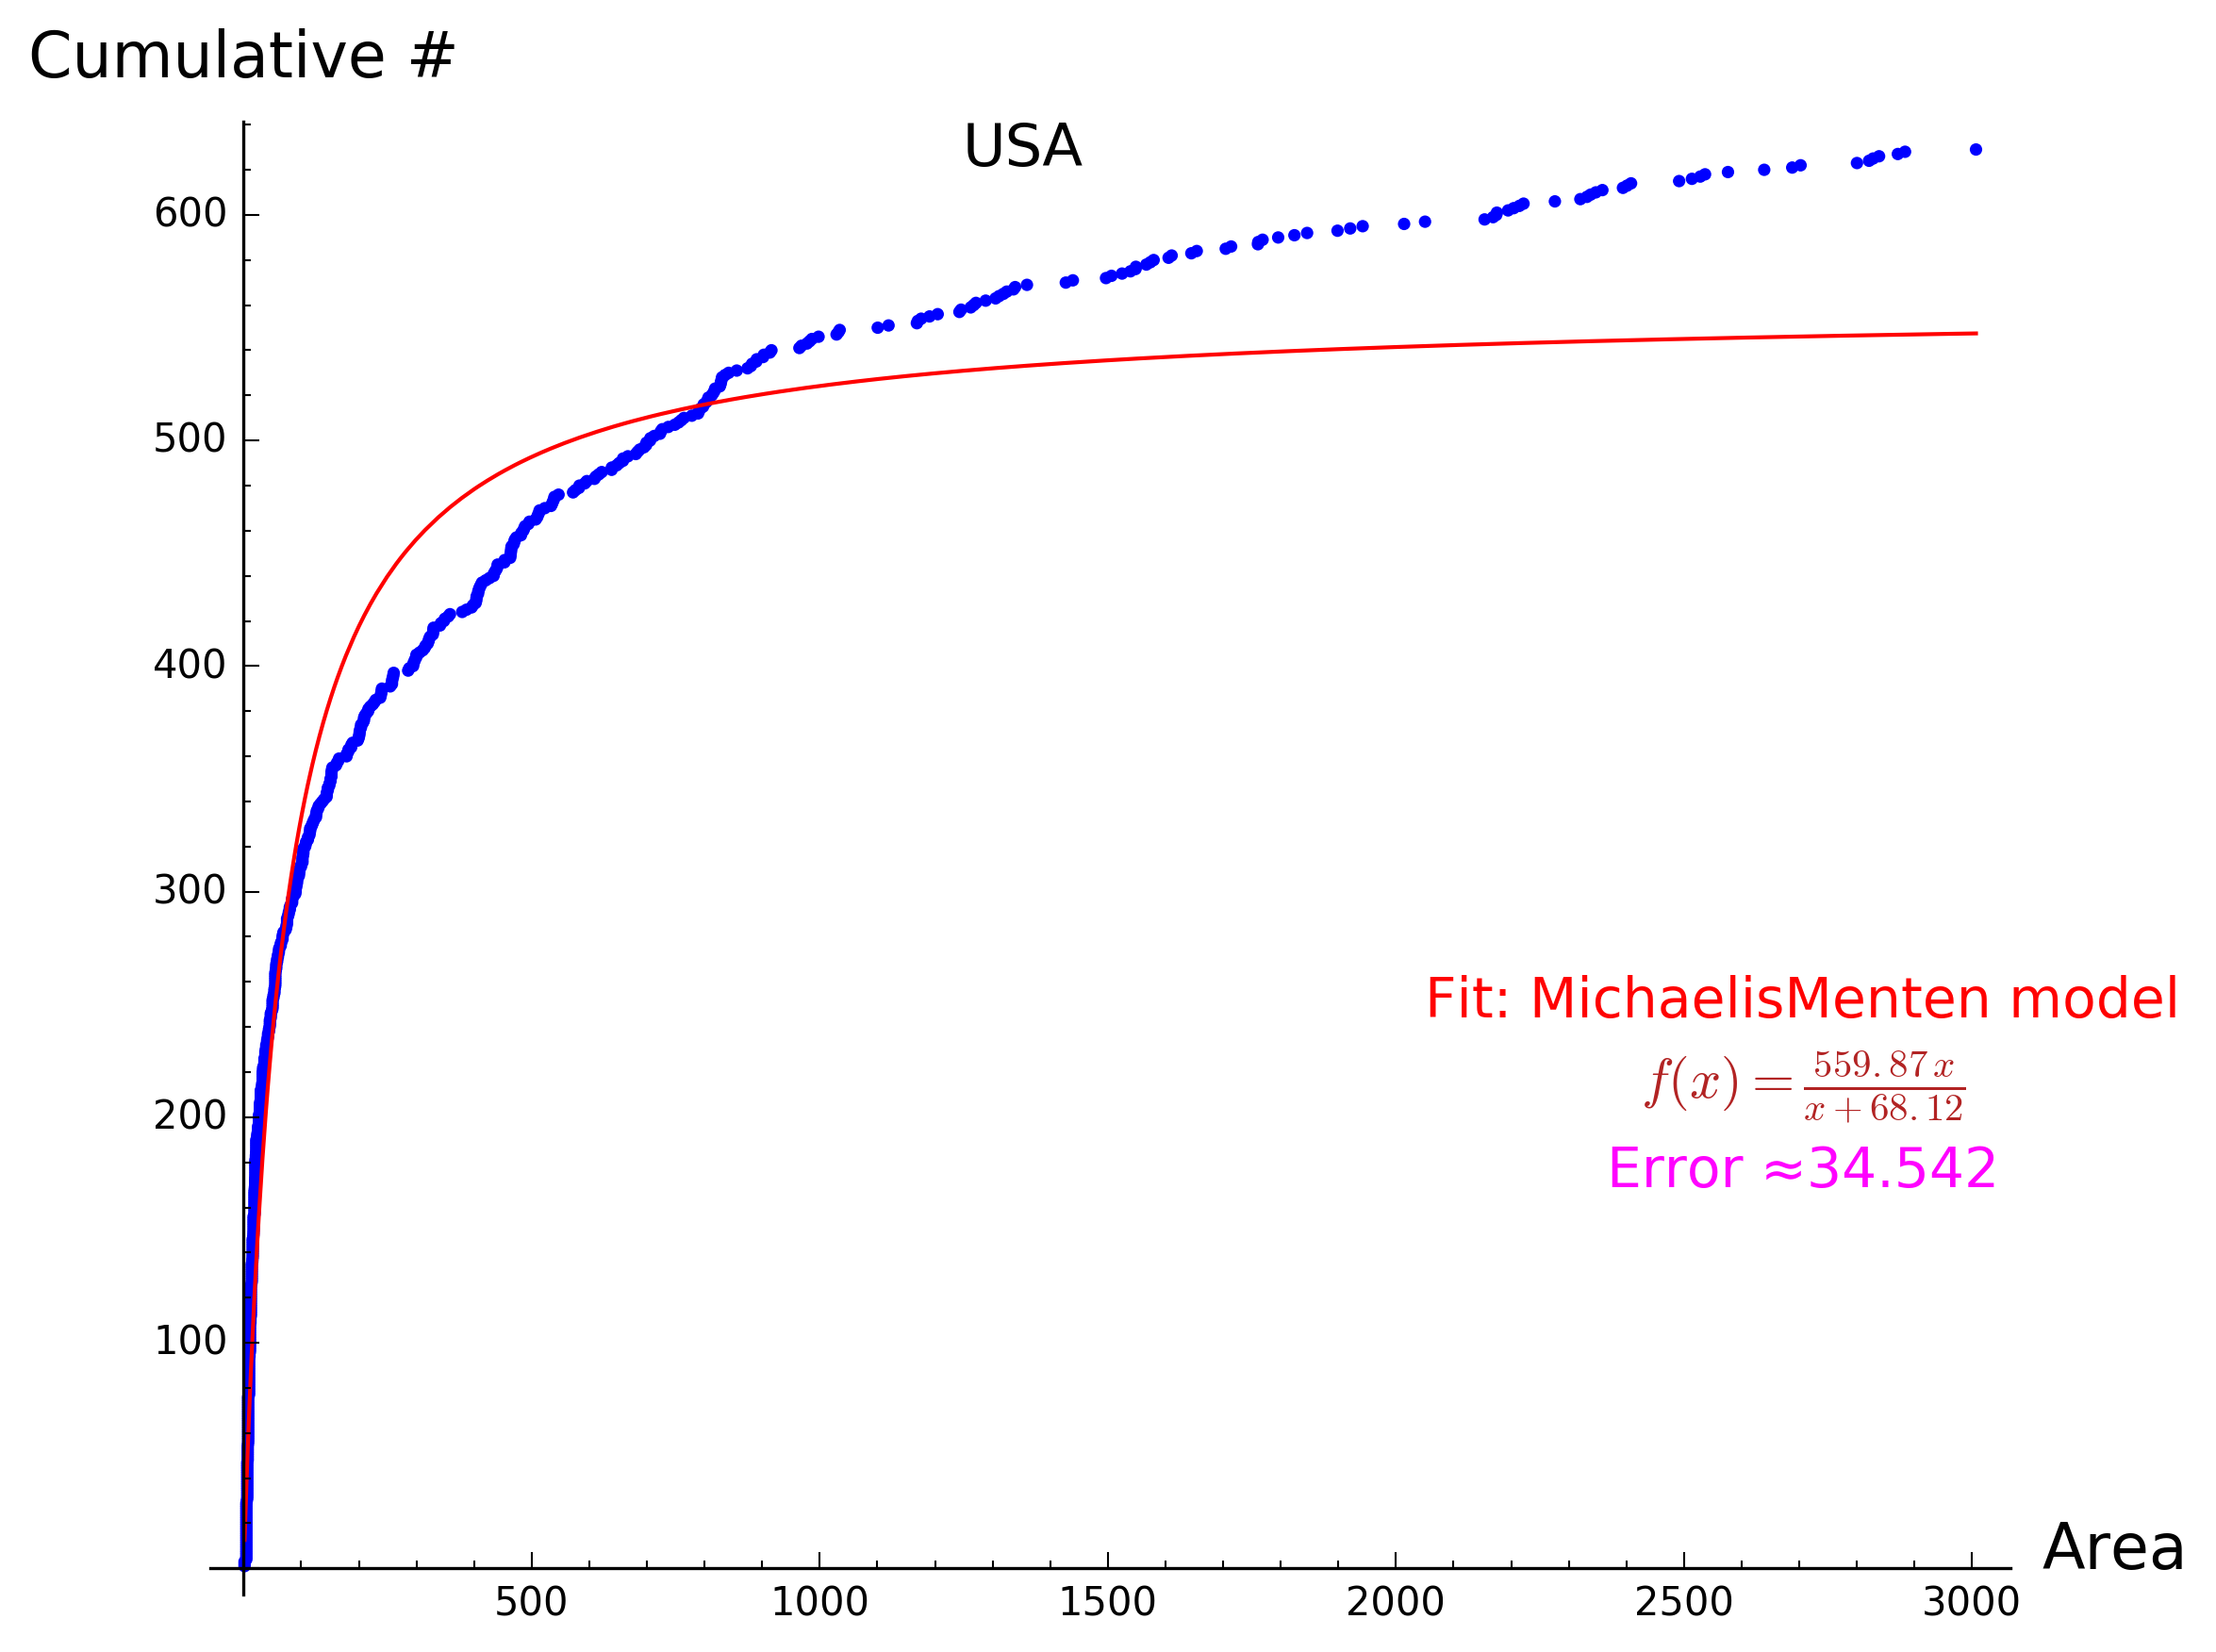 Cumulative #
USA
600
500
400
300
200
100
Fit: MichaelisMenten model
f(x) = 559.87x / x + 68.12
Error ≈34.542
Area
500 1000 1500 2000 2500 3000